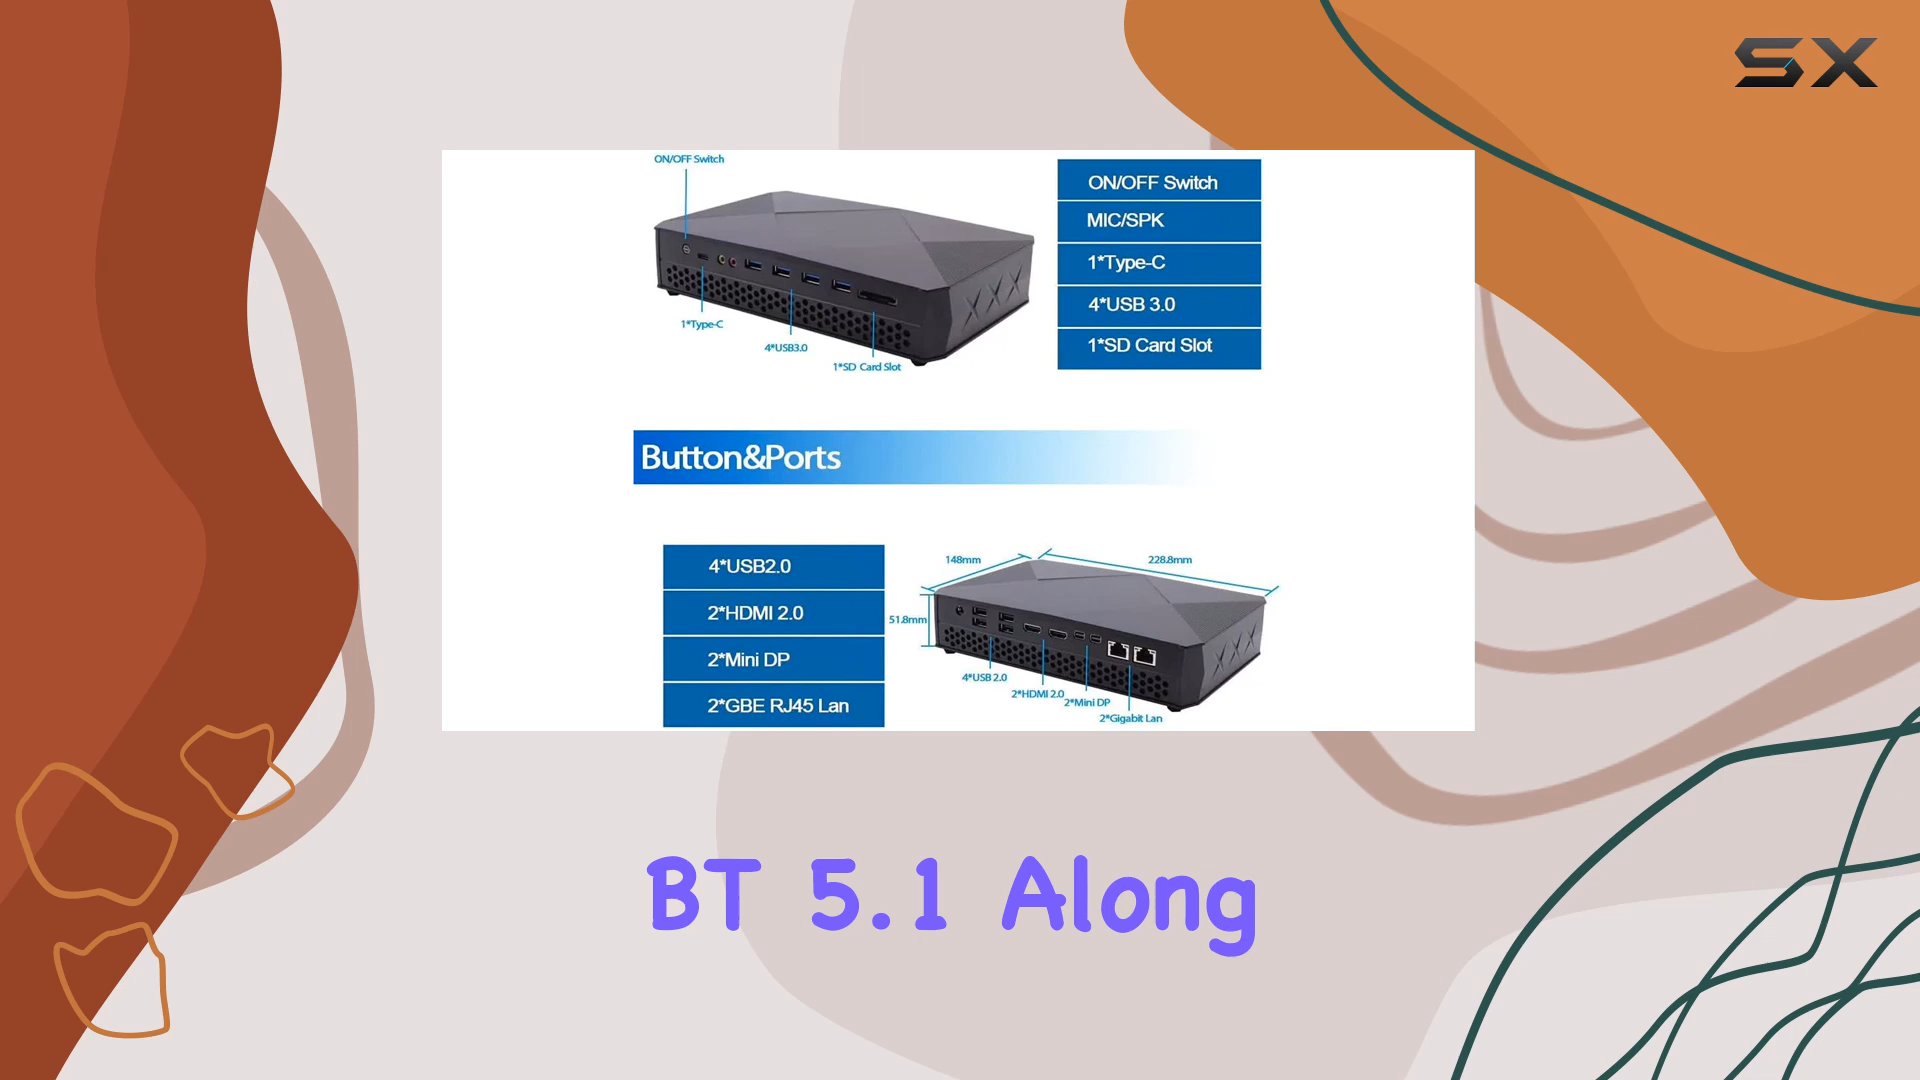 SX
ON/OFF Switch
1*Type-C
4*USB3.0
1*SD Card Slot
ON/OFF Switch
MIC/SPK
1*Type-C
4*USB 3.0
1*SD Card Slot
Button&Ports
4*USB2.0
2*HDMI 2.0
2*Mini DP
2*GBE RJ45 Lan
148mm
228.8mm
51.8mm
4*USB 2.0
2*HDMI 2.0
2*Mini DP
2*Gigabit Lan
BT 5.1 Along